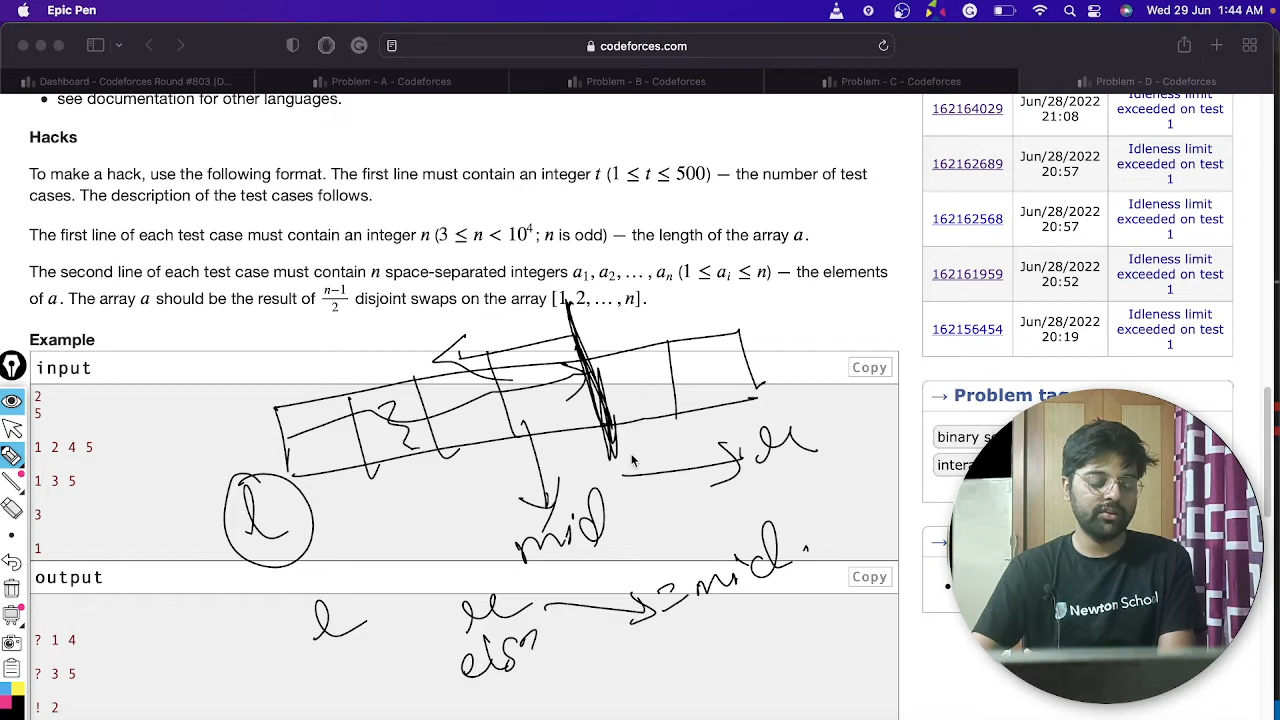 Epic Pen
Wed 29 Jun 1:44 AM
codeforces.com
Dashboard - Codeforces Round #803 (D...
Problem - A - Codeforces
Problem - B - Codeforces
Problem - C - Codeforces
Problem - D - Codeforces
see documentation for other languages.
Hacks
To make a hack, use the following format. The first line must contain an integer t (1 ≤ t ≤ 500) — the number of test
cases. The description of the test cases follows.
The first line of each test case must contain an integer n (3 ≤ n < 10⁴; n is odd) — the length of the array a.
The second line of each test case must contain n space-separated integers a₁, a₂, …, aₙ (1 ≤ aᵢ ≤ n) — the elements
of a. The array a should be the result of (n−1)/2 disjoint swaps on the array [1, 2, …, n].
Example
input
Copy
2
5
1 2 4 5
1 3 5
3
1
output
Copy
? 1 4
? 3 5
! 2
l
mid
r
l
r
= mid
else
162164029
Jun/28/2022
21:08
Idleness limit
exceeded on test
1
162162689
Jun/28/2022
20:57
Idleness limit
exceeded on test
1
162162568
Jun/28/2022
20:57
Idleness limit
exceeded on test
1
162161959
Jun/28/2022
20:52
Idleness limit
exceeded on test
1
162156454
Jun/28/2022
20:19
Idleness limit
exceeded on test
1
→ Problem tag
binary s
inter
Newton School